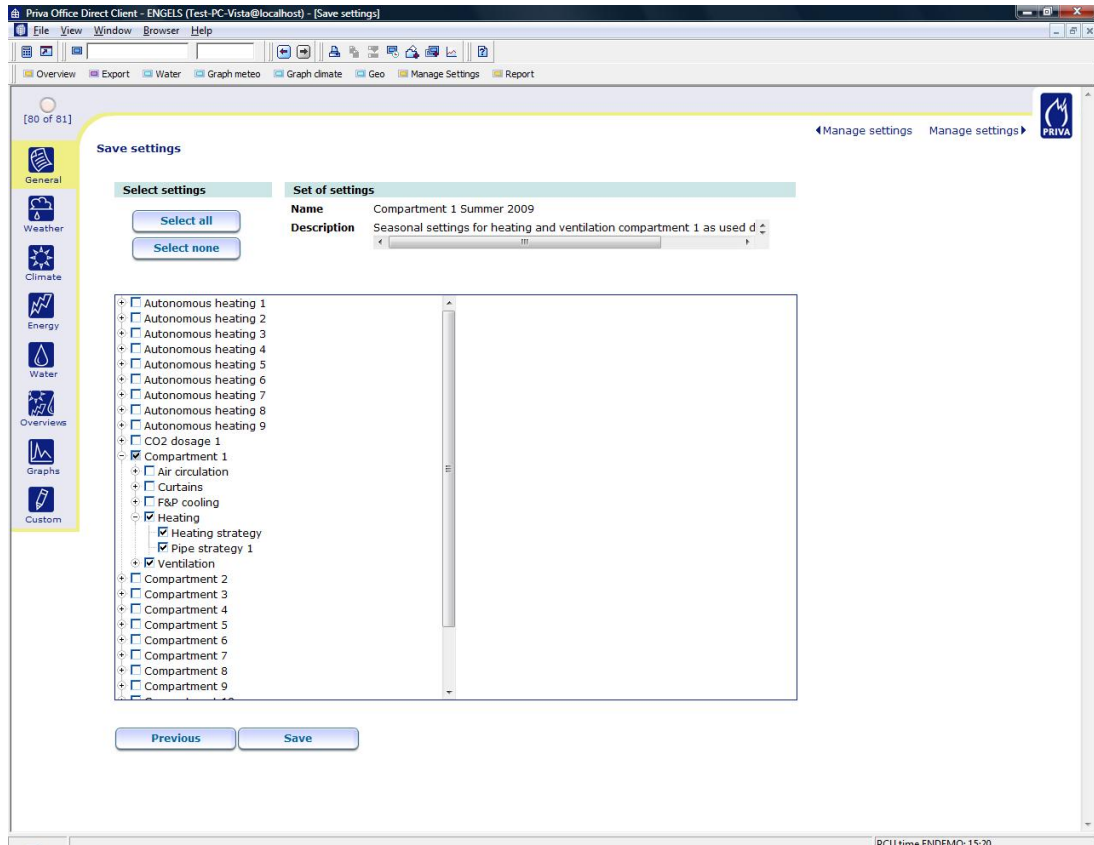 Priva Office Direct Client - ENGELS (Test-PC-Vista@localhost) - [Save settings]
File View Window Browser Help
Overview Export Water Graph meteo Graph climate Geo Manage Settings Report
[80 of 81]
Manage settings Manage settings
PRIVA
Save settings
General
Weather
Climate
Energy
Water
Overviews
Graphs
Custom
Select settings
Select all
Select none
Set of settings
Name Compartment 1 Summer 2009
Description Seasonal settings for heating and ventilation compartment 1 as used d
Autonomous heating 1
Autonomous heating 2
Autonomous heating 3
Autonomous heating 4
Autonomous heating 5
Autonomous heating 6
Autonomous heating 7
Autonomous heating 8
Autonomous heating 9
CO2 dosage 1
Compartment 1
Air circulation
Curtains
F&P cooling
Heating
Heating strategy
Pipe strategy 1
Ventilation
Compartment 2
Compartment 3
Compartment 4
Compartment 5
Compartment 6
Compartment 7
Compartment 8
Compartment 9
Previous Save
PCU time ENDEMO: 15:20